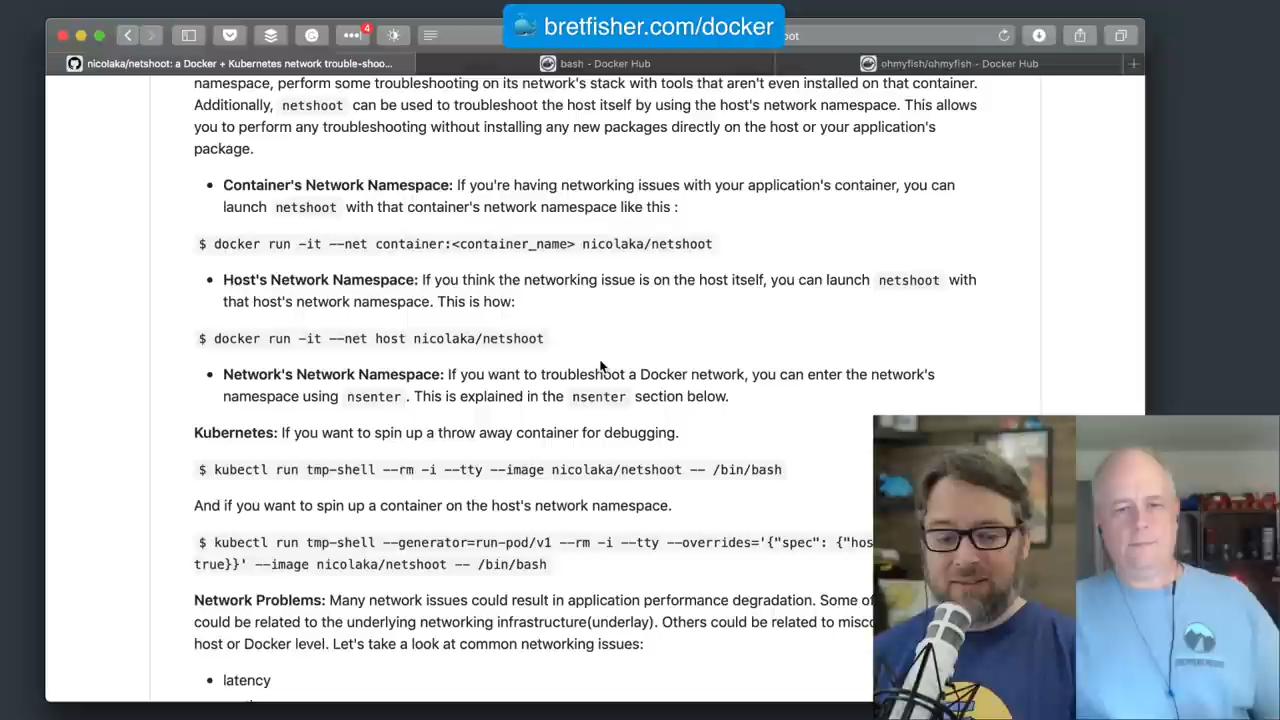 bretfisher.com/docker
4
oot
nicolaka/netshoot: a Docker + Kubernetes network trouble-shoo...
bash - Docker Hub
ohmyfish/ohmyfish - Docker Hub
namespace, perform some troubleshooting on its network's stack with tools that aren't even installed on that container.
Additionally, netshoot can be used to troubleshoot the host itself by using the host's network namespace. This allows
you to perform any troubleshooting without installing any new packages directly on the host or your application's
package.
• Container's Network Namespace: If you're having networking issues with your application's container, you can
launch netshoot with that container's network namespace like this :
$ docker run -it --net container:<container_name> nicolaka/netshoot
• Host's Network Namespace: If you think the networking issue is on the host itself, you can launch netshoot with
that host's network namespace. This is how:
$ docker run -it --net host nicolaka/netshoot
• Network's Network Namespace: If you want to troubleshoot a Docker network, you can enter the network's
namespace using nsenter . This is explained in the nsenter section below.
Kubernetes: If you want to spin up a throw away container for debugging.
$ kubectl run tmp-shell --rm -i --tty --image nicolaka/netshoot -- /bin/bash
And if you want to spin up a container on the host's network namespace.
$ kubectl run tmp-shell --generator=run-pod/v1 --rm -i --tty --overrides='{"spec": {"hos
true}}' --image nicolaka/netshoot -- /bin/bash
Network Problems: Many network issues could result in application performance degradation. Some of
could be related to the underlying networking infrastructure(underlay). Others could be related to misco
host or Docker level. Let's take a look at common networking issues:
• latency